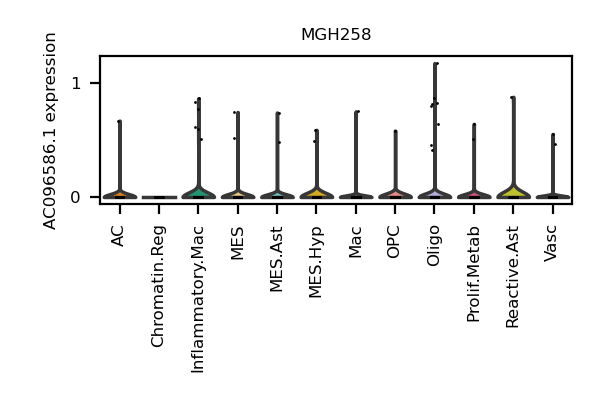 MGH258
AC096586.1 expression
1
0
AC
Chromatin.Reg
Inflammatory.Mac
MES
MES.Ast
MES.Hyp
Mac
OPC
Oligo
Prolif.Metab
Reactive.Ast
Vasc